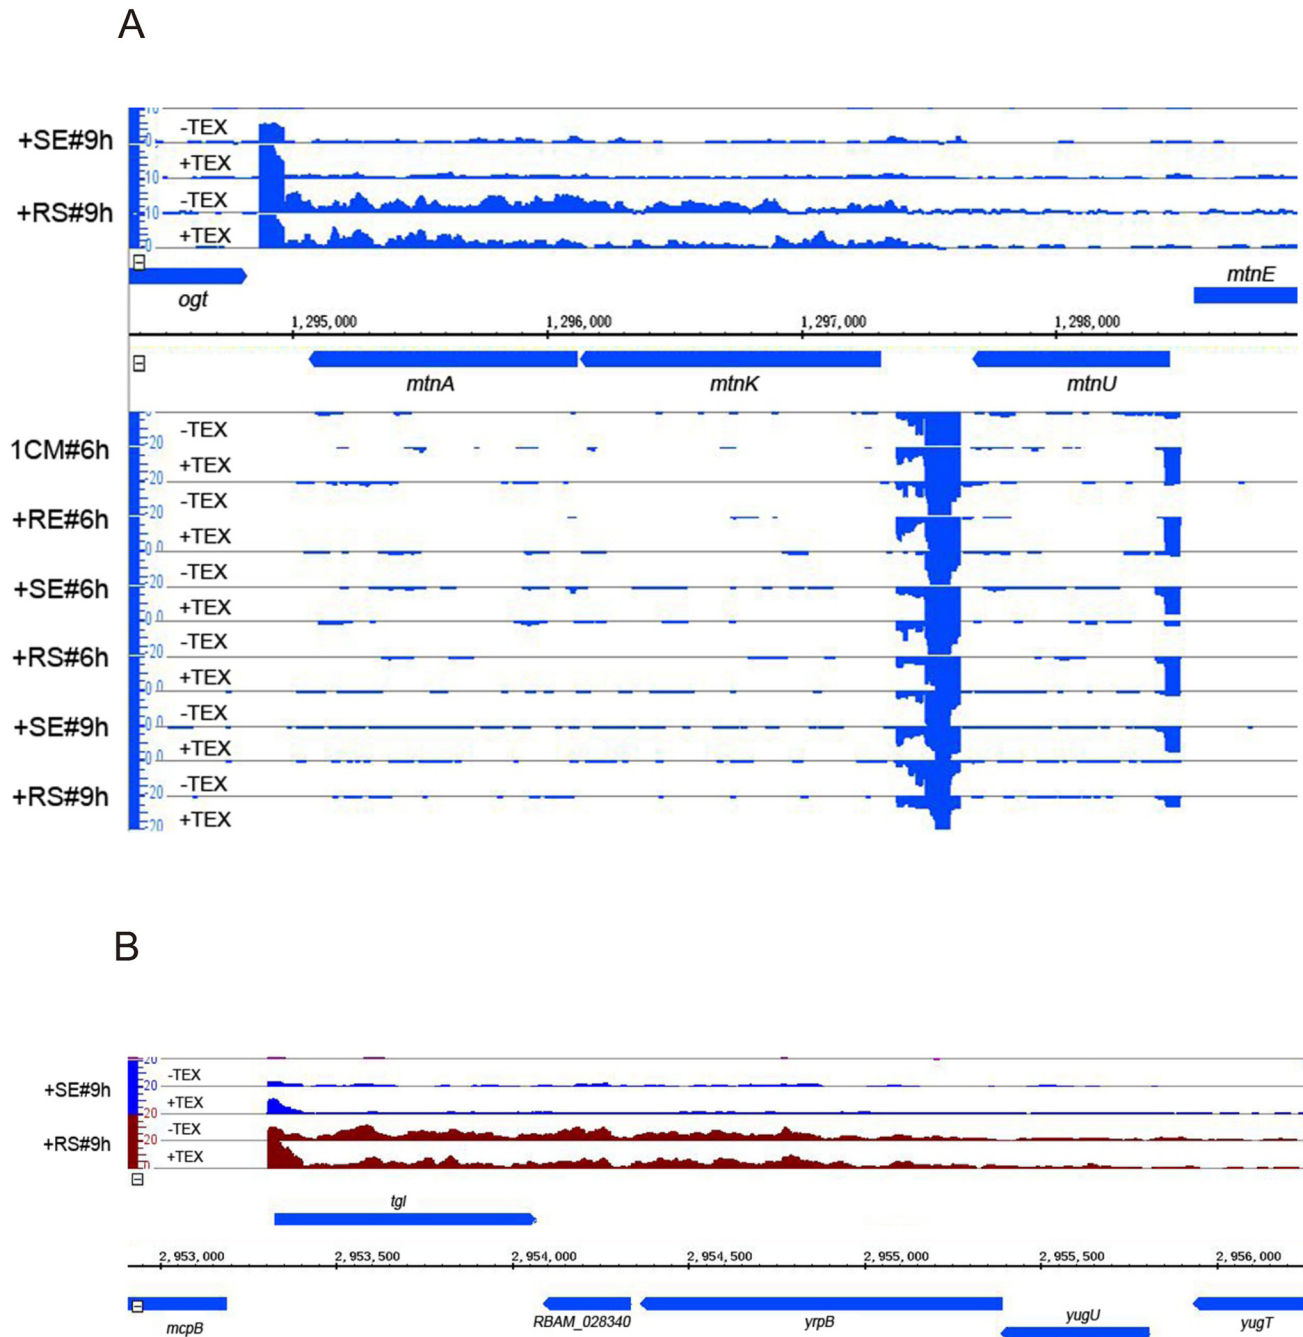 A
+SE#9h
-TEX
+TEX
+RS#9h
-TEX
+TEX
ogt
mtnE
1,295,000 1,296,000 1,297,000 1,298,000
mtnA mtnK mtnU
1CM#6h
-TEX
+TEX
+RE#6h
-TEX
+TEX
+SE#6h
-TEX
+TEX
+RS#6h
-TEX
+TEX
+SE#9h
-TEX
+TEX
+RS#9h
-TEX
+TEX
B
+SE#9h
-TEX
+TEX
+RS#9h
-TEX
+TEX
tgl
2,953,000 2,953,500 2,954,000 2,954,500 2,955,000 2,955,500 2,956,000
mcpB RBAM_028340 yrpB yugU yugT